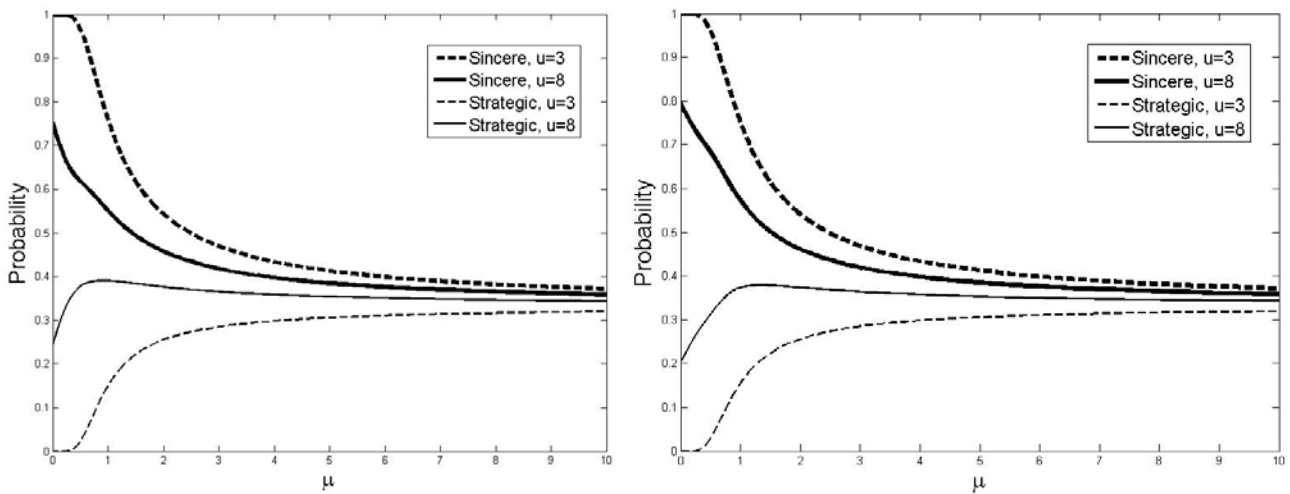 1
0.9
0.8
0.7
0.6
0.5
0.4
0.3
0.2
0.1
0
Probability
Sincere, u=3
Sincere, u=8
Strategic, u=3
Strategic, u=8
0 1 2 3 4 5 6 7 8 9 10
μ
1
0.9
0.8
0.7
0.6
0.5
0.4
0.3
0.2
0.1
0
Probability
Sincere, u=3
Sincere, u=8
Strategic, u=3
Strategic, u=8
0 1 2 3 4 5 6 7 8 9 10
μ